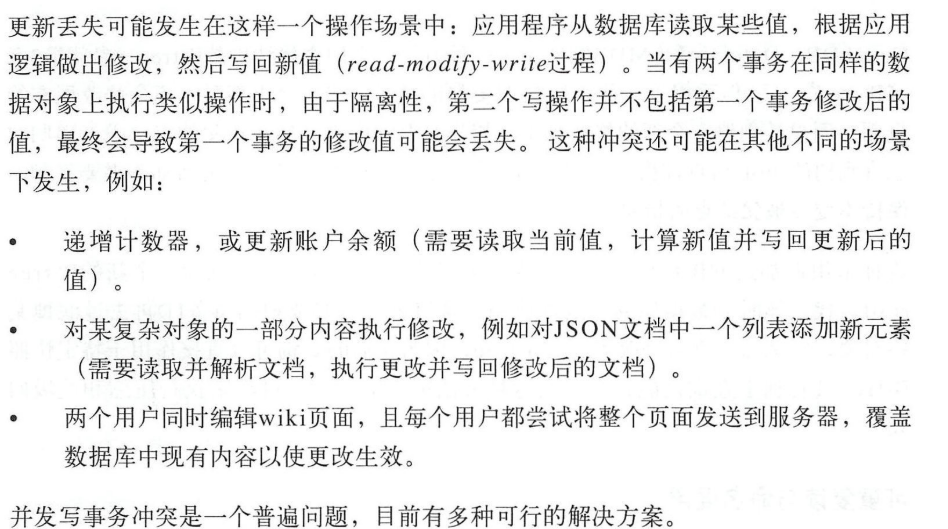 更新丢失可能发生在这样一个操作场景中：应用程序从数据库读取某些值，根据应用
逻辑做出修改，然后写回新值（read-modify-write过程）。当有两个事务在同样的数
据对象上执行类似操作时，由于隔离性，第二个写操作并不包括第一个事务修改后的
值，最终会导致第一个事务的修改值可能会丢失。 这种冲突还可能在其他不同的场景
下发生，例如：
• 递增计数器，或更新账户余额（需要读取当前值，计算新值并写回更新后的
值）。
• 对某复杂对象的一部分内容执行修改，例如对JSON文档中一个列表添加新元素
（需要读取并解析文档，执行更改并写回修改后的文档）。
• 两个用户同时编辑wiki页面，且每个用户都尝试将整个页面发送到服务器，覆盖
数据库中现有内容以使更改生效。
并发写事务冲突是一个普遍问题，目前有多种可行的解决方案。